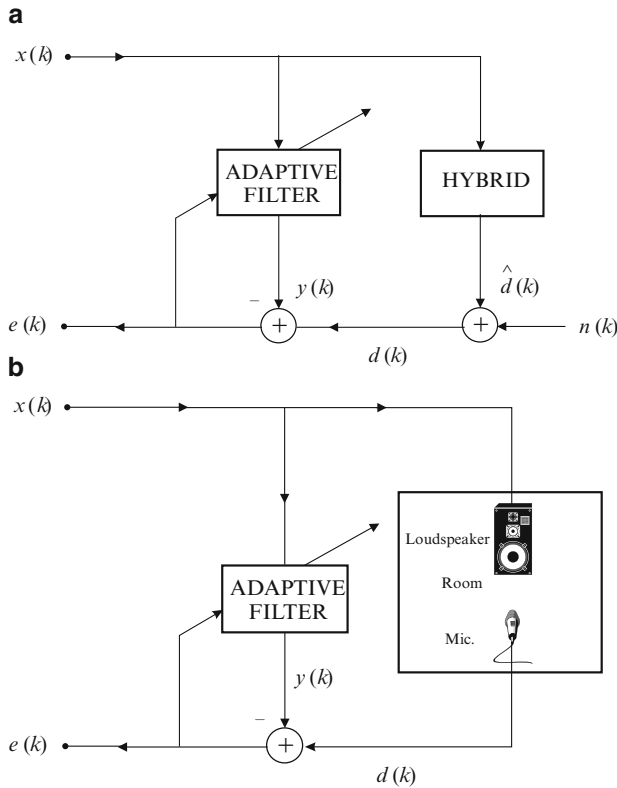 a
x(k)
ADAPTIVE
FILTER
HYBRID
y(k)
^
d(k)
–
e(k)
+
+
n(k)
d(k)
b
x(k)
Loudspeaker
ADAPTIVE
FILTER
Room
Mic.
y(k)
–
e(k)
+
d(k)